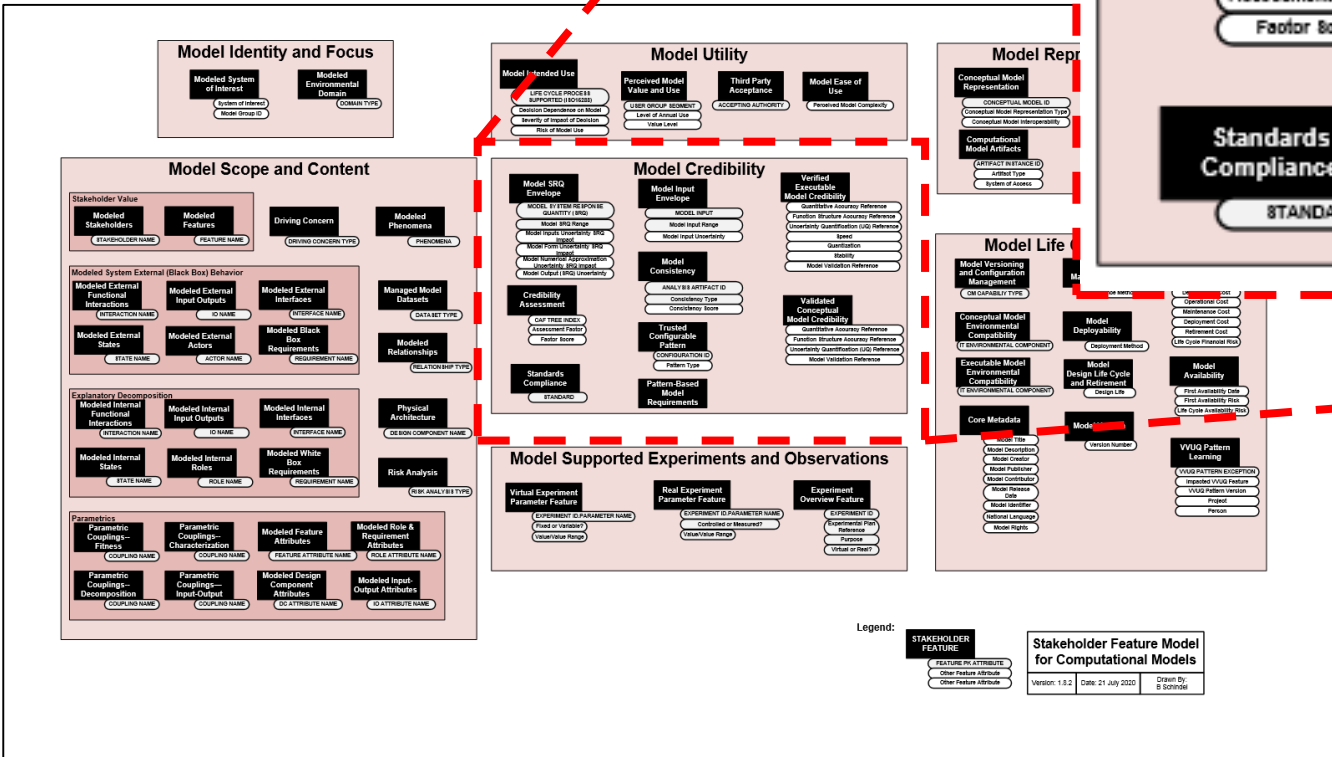 Model Identity and Focus
Modeled System
of Interest
System of Interest
Model Group ID
Modeled
Environmental
Domain
DOMAIN TYPE
Model Utility
Model Intended Use
LIFE CYCLE PROCESS
SUPPORTED (ISO15288)
Decision Dependence on Model
Severity of Impact of Decision
Risk of Model Use
Perceived Model
Value and Use
USER GROUP SEGMENT
Level of Annual Use
Value Level
Third Party
Acceptance
ACCEPTING AUTHORITY
Model Ease of
Use
Perceived Model Complexity
Model Repr
Conceptual Model
Representation
CONCEPTUAL MODEL ID
Conceptual Model Representation Type
Conceptual Model Interoperability
Computational
Model Artifacts
ARTIFACT INSTANCE ID
Artifact Type
System of Access
Factor Sc
Standards
Compliance
STANDA
Model Scope and Content
Stakeholder Value
Modeled
Stakeholders
STAKEHOLDER NAME
Modeled
Features
FEATURE NAME
Driving Concern
DRIVING CONCERN TYPE
Modeled
Phenomena
PHENOMENA
Modeled System External (Black Box) Behavior
Modeled External
Functional
Interactions
INTERACTION NAME
Modeled External
Input Outputs
IO NAME
Modeled External
Interfaces
INTERFACE NAME
Managed Model
Datasets
DATASET TYPE
Modeled External
States
STATE NAME
Modeled External
Actors
ACTOR NAME
Modeled Black
Box
Requirements
REQUIREMENT NAME
Modeled
Relationships
RELATIONSHIP TYPE
Explanatory Decomposition
Modeled Internal
Functional
Interactions
INTERACTION NAME
Modeled Internal
Input Outputs
IO NAME
Modeled Internal
Interfaces
INTERFACE NAME
Physical
Architecture
DESIGN COMPONENT NAME
Modeled Internal
States
STATE NAME
Modeled Internal
Roles
ROLE NAME
Modeled White
Box
Requirements
REQUIREMENT NAME
Risk Analysis
RISK ANALYSIS TYPE
Parametrics
Parametric
Couplings--
Fitness
COUPLING NAME
Parametric
Couplings--
Characterization
COUPLING NAME
Modeled Feature
Attributes
FEATURE ATTRIBUTE NAME
Modeled Role &
Requirement
Attributes
ROLE ATTRIBUTE NAME
Parametric
Couplings--
Decomposition
COUPLING NAME
Parametric
Couplings—
Input-Output
COUPLING NAME
Modeled Design
Component
Attributes
DC ATTRIBUTE NAME
Modeled Input-
Output Attributes
IO ATTRIBUTE NAME
Model Credibility
Model SRQ
Envelope
MODEL SYSTEM RESPONSE
QUANTITY (SRQ)
Model SRQ Range
Model Inputs Uncertainty SRQ
Impact
Model Form Uncertainty SRQ
Impact
Model Numerical Approximation
Uncertainty SRQ Impact
Model Output (SRQ) Uncertainty
Model Input
Envelope
MODEL INPUT
Model Input Range
Model Input Uncertainty
Verified
Executable
Model Credibility
Quantitative Accuracy Reference
Function Structure Accuracy Reference
Uncertainty Quantification (UQ) Reference
Speed
Quantization
Stability
Model Validation Reference
Model
Consistency
ANALYSIS ARTIFACT ID
Consistency Type
Consistency Score
Credibility
Assessment
CAF TREE INDEX
Assessment Factor
Factor Score
Trusted
Configurable
Pattern
CONFIGURATION ID
Pattern Type
Validated
Conceptual
Model Credibility
Quantitative Accuracy Reference
Function Structure Accuracy Reference
Uncertainty Quantification (UQ) Reference
Model Validation Reference
Standards
Compliance
STANDARD
Pattern-Based
Model
Requirements
Model Supported Experiments and Observations
Virtual Experiment
Parameter Feature
EXPERIMENT ID.PARAMETER NAME
Fixed or Variable?
Value/Value Range
Real Experiment
Parameter Feature
EXPERIMENT ID.PARAMETER NAME
Controlled or Measured?
Value/Value Range
Experiment
Overview Feature
EXPERIMENT ID
Experimental Plan
Reference
Purpose
Virtual or Real?
Model Life
Model Versioning
and Configuration
Management
CM CAPABILIY TYPE
Operational Cost
Maintenance Cost
Deployment Cost
Retirement Cost
Life Cycle Financial Risk
Conceptual Model
Environmental
Compatibility
IT ENVIRONMENTAL COMPONENT
Model
Deployability
Deployment Method
Executable Model
Environmental
Compatibility
IT ENVIRONMENTAL COMPONENT
Model
Design Life Cycle
and Retirement
Design Life
Model
Availability
First Availability Date
First Availability Risk
Life Cycle Availability Risk
Core Metadata
Model Title
Model Description
Model Creator
Model Publisher
Model Contributor
Model Release
Date
Model Identifier
National Language
Model Rights
Model
Version Number
VVUQ Pattern
Learning
VVUQ PATTERN EXCEPTION
Impacted VVUQ Feature
VVUQ Pattern Version
Project
Person
Legend:
STAKEHOLDER
FEATURE
FEATURE PK ATTRIBUTE
Other Feature Attribute
Other Feature Attribute
Stakeholder Feature Model
for Computational Models
Version: 1.8.2
Date: 21 July 2020
Drawn By:
B Schindel